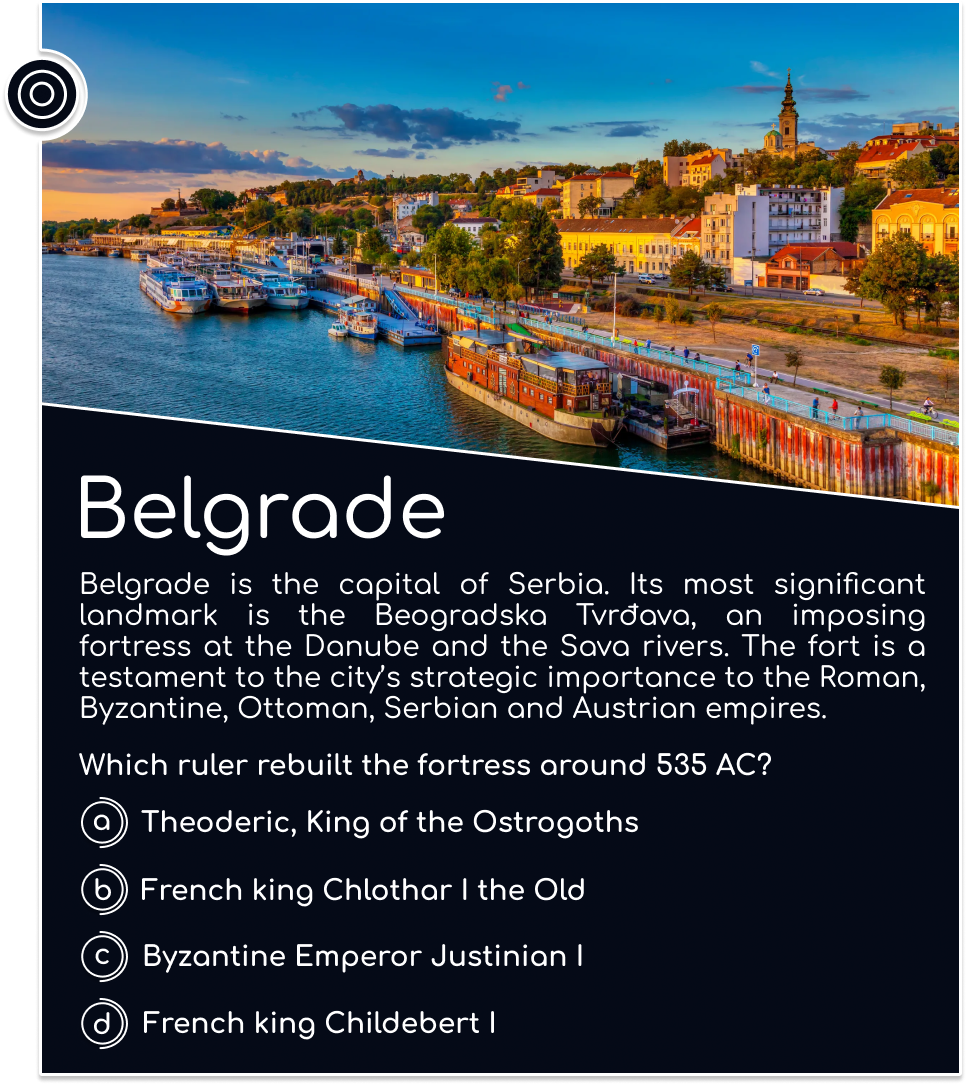 Belgrade
Belgrade is the capital of Serbia. Its most significant
landmark is the Beogradska Tvrđava, an imposing
fortress at the Danube and the Sava rivers. The fort is a
testament to the city's strategic importance to the Roman,
Byzantine, Ottoman, Serbian and Austrian empires.
Which ruler rebuilt the fortress around 535 AC?
a Theoderic, King of the Ostrogoths
b French king Chlothar I the Old
c Byzantine Emperor Justinian I
d French king Childebert I